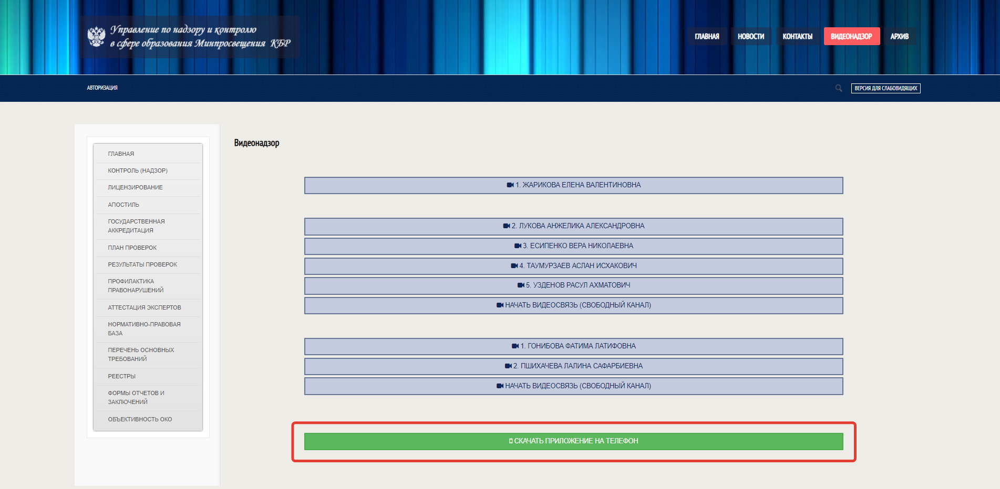 Управление по надзору и контролю
в сфере образования Минпросвещения КБР
ГЛАВНАЯ
НОВОСТИ
КОНТАКТЫ
ВИДЕОНАДЗОР
АРХИВ
АВТОРИЗАЦИЯ
ВЕРСИЯ ДЛЯ СЛАБОВИДЯЩИХ
ГЛАВНАЯ
КОНТРОЛЬ (НАДЗОР)
ЛИЦЕНЗИРОВАНИЕ
АПОСТИЛЬ
ГОСУДАРСТВЕННАЯ
АККРЕДИТАЦИЯ
ПЛАН ПРОВЕРОК
РЕЗУЛЬТАТЫ ПРОВЕРОК
ПРОФИЛАКТИКА
ПРАВОНАРУШЕНИЙ
АТТЕСТАЦИЯ ЭКСПЕРТОВ
НОРМАТИВНО-ПРАВОВАЯ
БАЗА
ПЕРЕЧЕНЬ ОСНОВНЫХ
ТРЕБОВАНИЙ
РЕЕСТРЫ
ФОРМЫ ОТЧЕТОВ И
ЗАКЛЮЧЕНИЙ
ОБЪЕКТИВНОСТЬ ОКО
Видеонадзор
1. ЖАРИКОВА ЕЛЕНА ВАЛЕНТИНОВНА
2. ЛУКОВА АНЖЕЛИКА АЛЕКСАНДРОВНА
3. ЕСИПЕНКО ВЕРА НИКОЛАЕВНА
4. ТАУМУРЗАЕВ АСЛАН ИСХАКОВИЧ
5. УЗДЕНОВ РАСУЛ АХМАТОВИЧ
НАЧАТЬ ВИДЕОСВЯЗЬ (СВОБОДНЫЙ КАНАЛ)
1. ГОНИБОВА ФАТИМА ЛАТИФОВНА
2. ПШИХАЧЕВА ЛАЛИНА САФАРБИЕВНА
НАЧАТЬ ВИДЕОСВЯЗЬ (СВОБОДНЫЙ КАНАЛ)
СКАЧАТЬ ПРИЛОЖЕНИЕ НА ТЕЛЕФОН